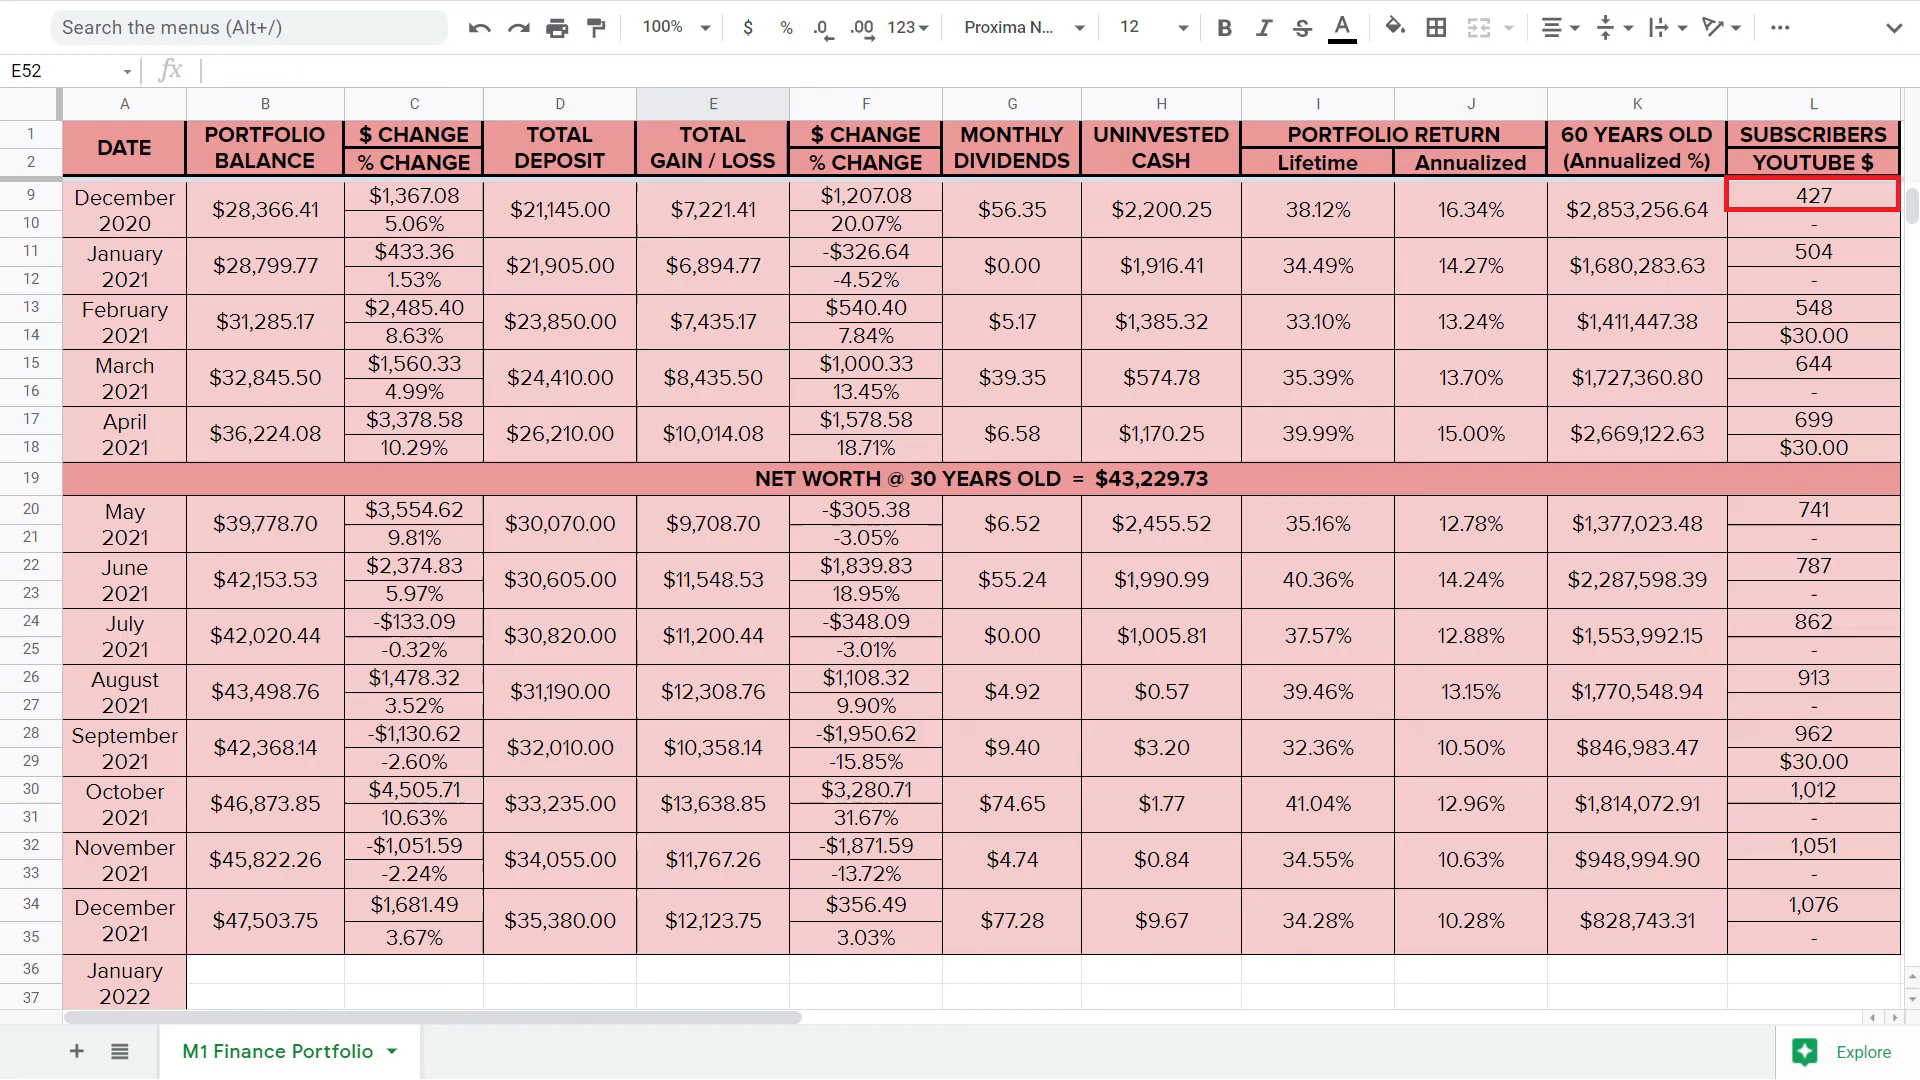 Search the menus (Alt+/) 100% $ % .0 .00 123 Proxima N... 12 B I S A
E52 fx
A B C D E F G H I J K L
1 DATE PORTFOLIO $ CHANGE TOTAL TOTAL $ CHANGE MONTHLY UNINVESTED PORTFOLIO RETURN 60 YEARS OLD SUBSCRIBERS
2 BALANCE % CHANGE DEPOSIT GAIN / LOSS % CHANGE DIVIDENDS CASH Lifetime Annualized (Annualized %) YOUTUBE $
9 December $28,366.41 $1,367.08 $21,145.00 $7,221.41 $1,207.08 $56.35 $2,200.25 38.12% 16.34% $2,853,256.64 427
10 2020 5.06% 20.07% -
11 January $28,799.77 $433.36 $21,905.00 $6,894.77 -$326.64 $0.00 $1,916.41 34.49% 14.27% $1,680,283.63 504
12 2021 1.53% -4.52% -
13 February $31,285.17 $2,485.40 $23,850.00 $7,435.17 $540.40 $5.17 $1,385.32 33.10% 13.24% $1,411,447.38 548
14 2021 8.63% 7.84% $30.00
15 March $32,845.50 $1,560.33 $24,410.00 $8,435.50 $1,000.33 $39.35 $574.78 35.39% 13.70% $1,727,360.80 644
16 2021 4.99% 13.45% -
17 April $36,224.08 $3,378.58 $26,210.00 $10,014.08 $1,578.58 $6.58 $1,170.25 39.99% 15.00% $2,669,122.63 699
18 2021 10.29% 18.71% $30.00
19 NET WORTH @ 30 YEARS OLD = $43,229.73
20 May $39,778.70 $3,554.62 $30,070.00 $9,708.70 -$305.38 $6.52 $2,455.52 35.16% 12.78% $1,377,023.48 741
21 2021 9.81% -3.05% -
22 June $42,153.53 $2,374.83 $30,605.00 $11,548.53 $1,839.83 $55.24 $1,990.99 40.36% 14.24% $2,287,598.39 787
23 2021 5.97% 18.95% -
24 July $42,020.44 -$133.09 $30,820.00 $11,200.44 -$348.09 $0.00 $1,005.81 37.57% 12.88% $1,553,992.15 862
25 2021 -0.32% -3.01% -
26 August $43,498.76 $1,478.32 $31,190.00 $12,308.76 $1,108.32 $4.92 $0.57 39.46% 13.15% $1,770,548.94 913
27 2021 3.52% 9.90% -
28 September $42,368.14 -$1,130.62 $32,010.00 $10,358.14 -$1,950.62 $9.40 $3.20 32.36% 10.50% $846,983.47 962
29 2021 -2.60% -15.85% $30.00
30 October $46,873.85 $4,505.71 $33,235.00 $13,638.85 $3,280.71 $74.65 $1.77 41.04% 12.96% $1,814,072.91 1,012
31 2021 10.63% 31.67% -
32 November $45,822.26 -$1,051.59 $34,055.00 $11,767.26 -$1,871.59 $4.74 $0.84 34.55% 10.63% $948,994.90 1,051
33 2021 -2.24% -13.72% -
34 December $47,503.75 $1,681.49 $35,380.00 $12,123.75 $356.49 $77.28 $9.67 34.28% 10.28% $828,743.31 1,076
35 2021 3.67% 3.03% -
36 January
37 2022
M1 Finance Portfolio Explore